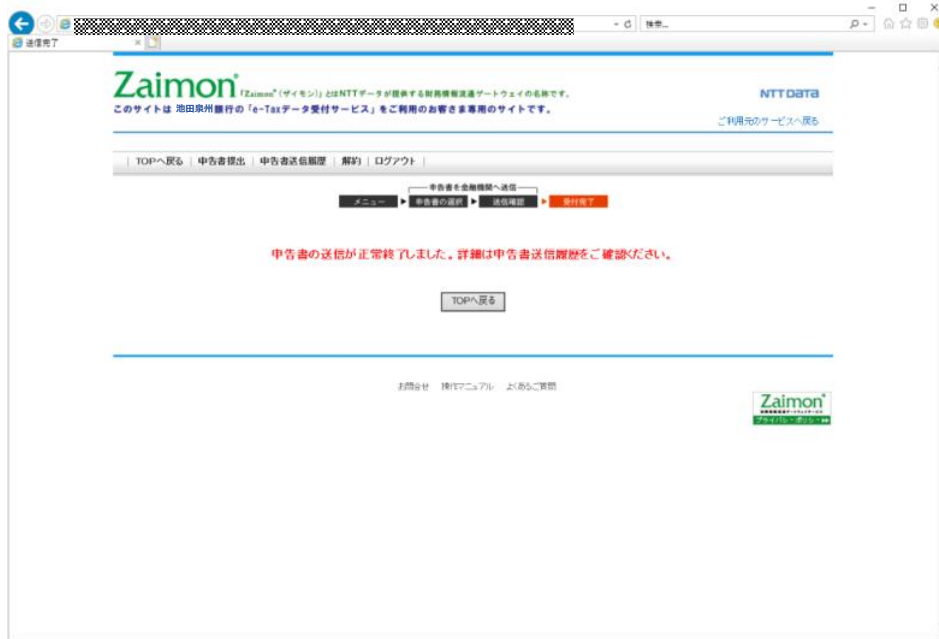 検索...
送信完了
Zaimon®
「Zaimon®(ザイモン)」とはNTTデータが提供する財務情報流通ゲートウェイの名称です。
NTT DATA
このサイトは 池田泉州銀行の「e-Taxデータ受付サービス」をご利用のお客さま専用のサイトです。
ご利用元のサービスへ戻る
TOPへ戻る | 申告書提出 | 申告書送信履歴 | 解約 | ログアウト |
申告書を金融機関へ送信
メニュー ▶ 申告書の選択 ▶ 送信確認 ▶ 受付完了
申告書の送信が正常終了しました。詳細は申告書送信履歴をご確認ください。
TOPへ戻る
お問合せ 操作マニュアル よくあるご質問
Zaimon®
プライバシーポリシー